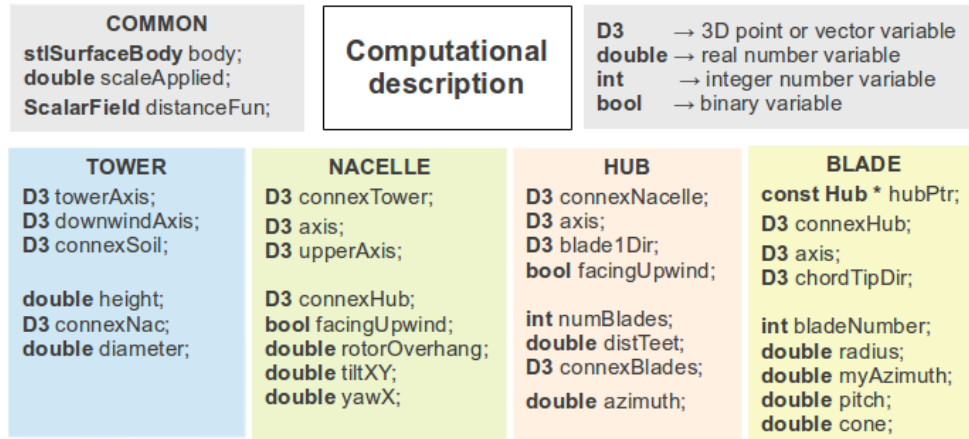 COMMON
stlSurfaceBody body;
double scaleApplied;
ScalarField distanceFun;
Computational
description
D3 → 3D point or vector variable
double → real number variable
int → integer number variable
bool → binary variable
TOWER
D3 towerAxis;
D3 downwindAxis;
D3 connexSoil;
double height;
D3 connexNac;
double diameter;
NACELLE
D3 connexTower;
D3 axis;
D3 upperAxis;
D3 connexHub;
bool facingUpwind;
double rotorOverhang;
double tiltXY;
double yawX;
HUB
D3 connexNacelle;
D3 axis;
D3 blade1Dir;
bool facingUpwind;
int numBlades;
double distTeet;
D3 connexBlades;
double azimuth;
BLADE
const Hub * hubPtr;
D3 connexHub;
D3 axis;
D3 chordTipDir;
int bladeNumber;
double radius;
double myAzimuth;
double pitch;
double cone;